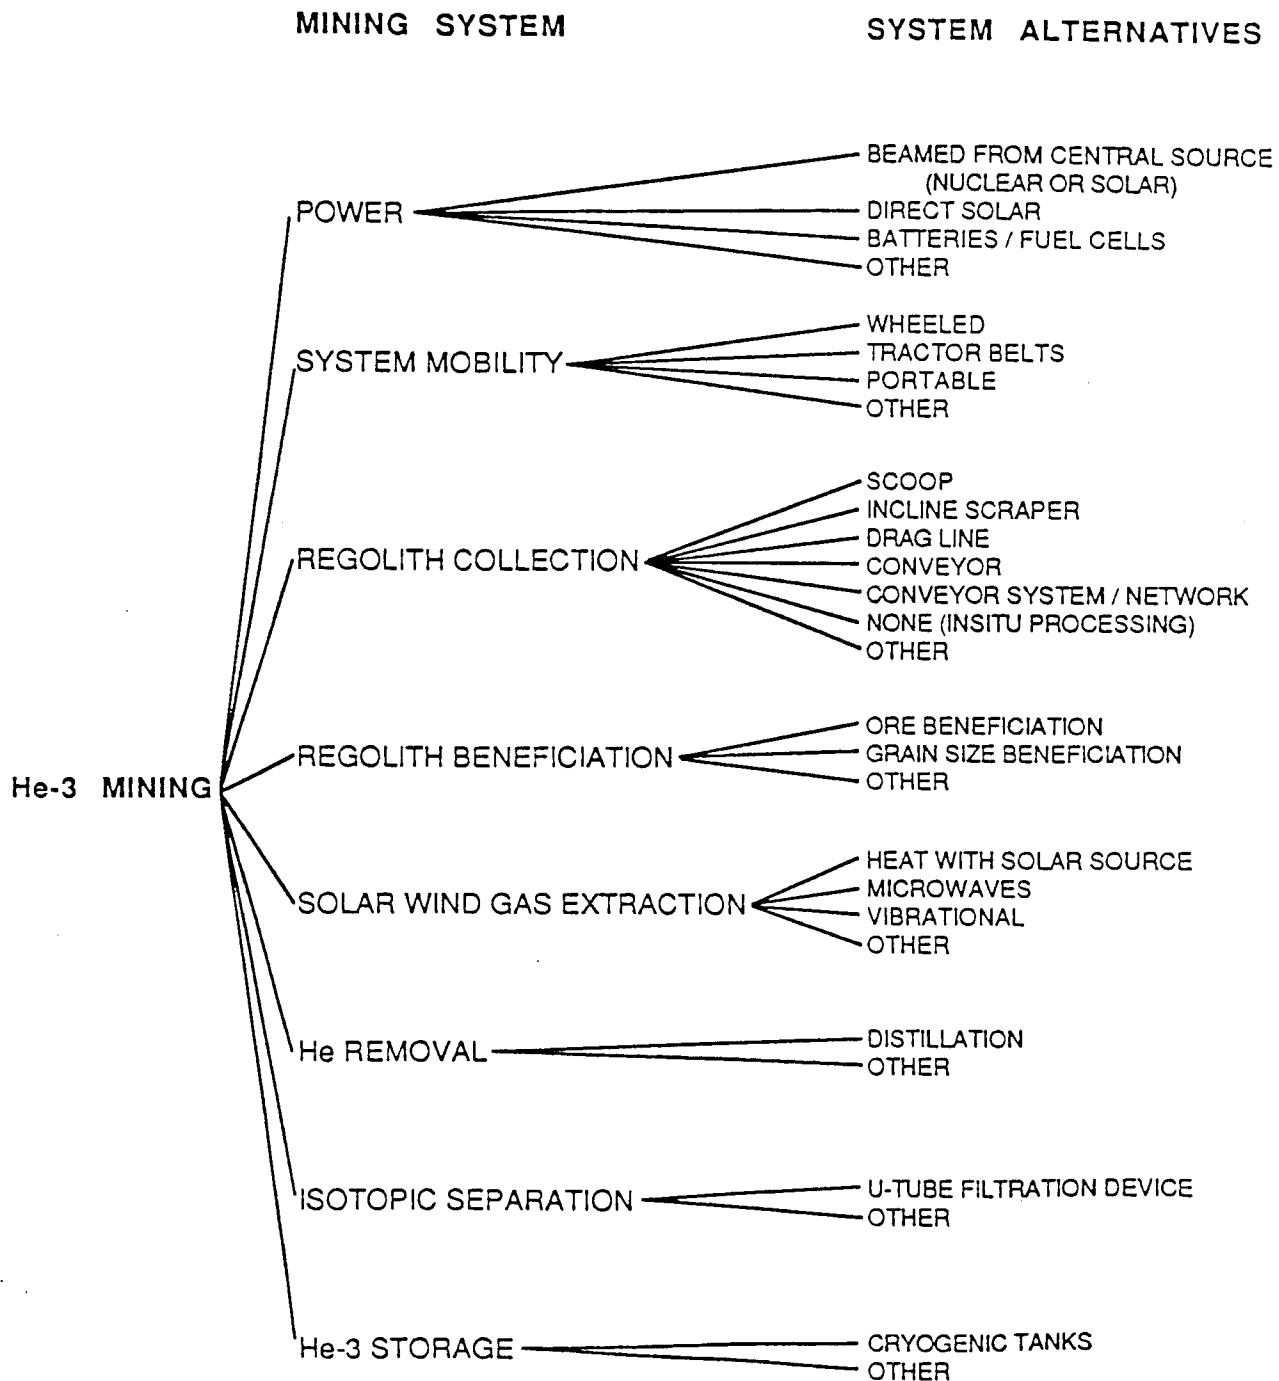 MINING SYSTEM
SYSTEM ALTERNATIVES
He-3 MINING
POWER
BEAMED FROM CENTRAL SOURCE
(NUCLEAR OR SOLAR)
DIRECT SOLAR
BATTERIES / FUEL CELLS
OTHER
SYSTEM MOBILITY
WHEELED
TRACTOR BELTS
PORTABLE
OTHER
REGOLITH COLLECTION
SCOOP
INCLINE SCRAPER
DRAG LINE
CONVEYOR
CONVEYOR SYSTEM / NETWORK
NONE (INSITU PROCESSING)
OTHER
REGOLITH BENEFICIATION
ORE BENEFICIATION
GRAIN SIZE BENEFICIATION
OTHER
SOLAR WIND GAS EXTRACTION
HEAT WITH SOLAR SOURCE
MICROWAVES
VIBRATIONAL
OTHER
He REMOVAL
DISTILLATION
OTHER
ISOTOPIC SEPARATION
U-TUBE FILTRATION DEVICE
OTHER
He-3 STORAGE
CRYOGENIC TANKS
OTHER